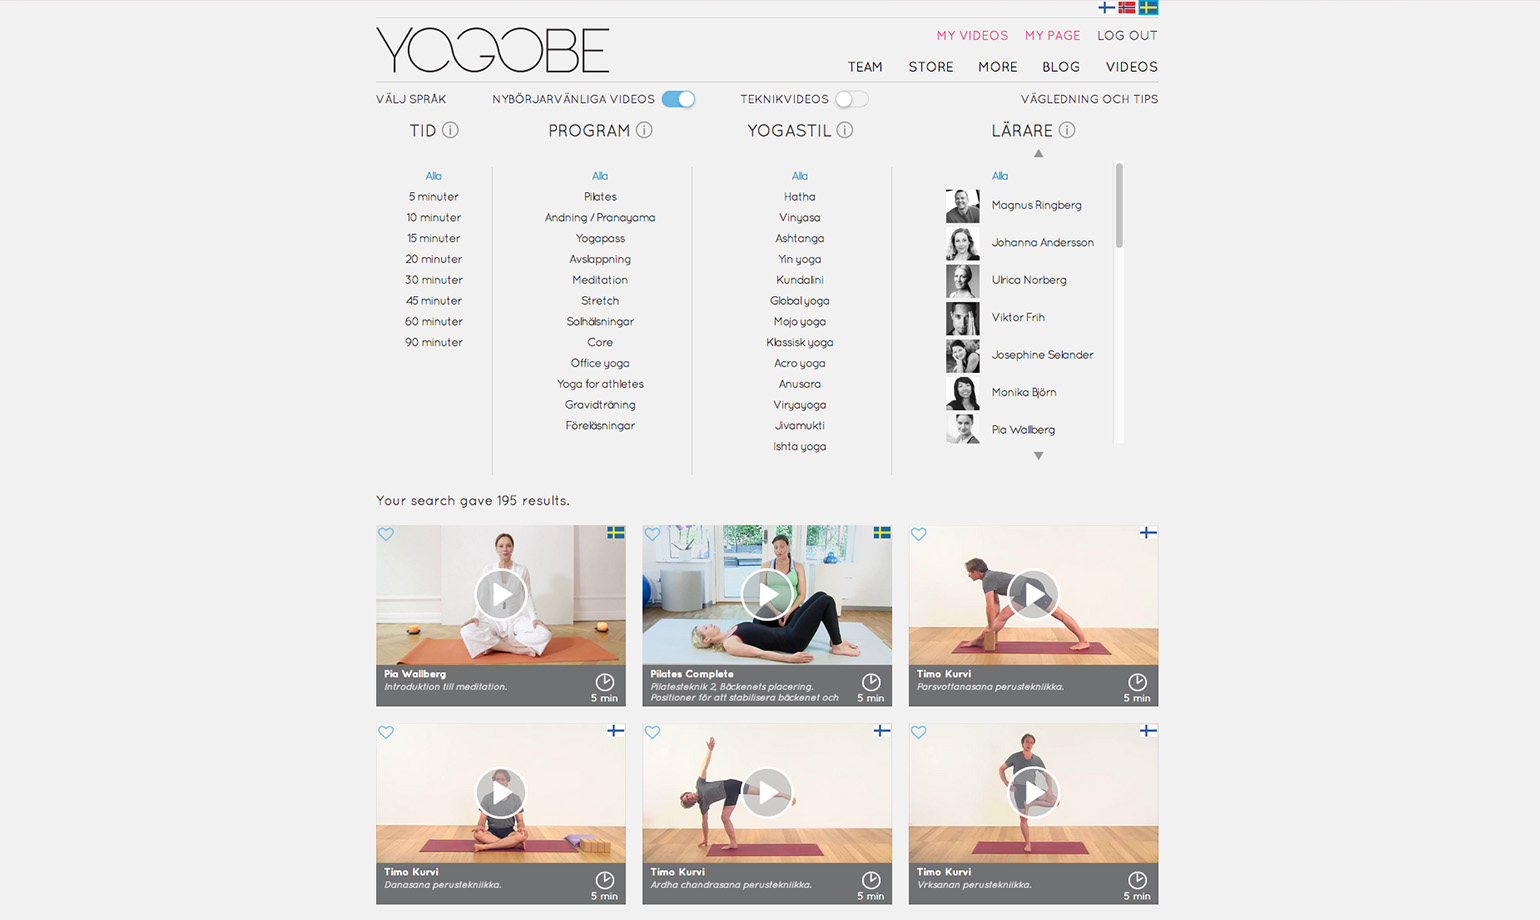 YOGOBE
MY VIDEOS MY PAGE LOG OUT
TEAM STORE MORE BLOG VIDEOS
VÄLJ SPRÅK NYBÖRJARVÄNLIGA VIDEOS TEKNIKVIDEOS VÄGLEDNING OCH TIPS
TID PROGRAM YOGASTIL LÄRARE
Alla
5 minuter
10 minuter
15 minuter
20 minuter
30 minuter
45 minuter
60 minuter
90 minuter
Alla
Pilates
Andning / Pranayama
Yogapass
Avslappning
Meditation
Stretch
Solhälsningar
Core
Office yoga
Yoga for athletes
Gravidträning
Föreläsningar
Alla
Hatha
Vinyasa
Ashtanga
Yin yoga
Kundalini
Global yoga
Mojo yoga
Klassisk yoga
Acro yoga
Anusara
Viryayoga
Jivamukti
Ishta yoga
Alla
Magnus Ringberg
Johanna Andersson
Ulrica Norberg
Viktor Frih
Josephine Selander
Monika Björn
Pia Wallberg
Your search gave 195 results.
Pia Wallberg
Introduktion till meditation.
5 min
Pilates Complete
Pilatesteknik 2, Bäckenets placering.
Positioner för att stabilisera bäckenet och
5 min
Timo Kurvi
Parsvottanasana perustekniikka.
5 min
Timo Kurvi
Danasana perustekniikka.
5 min
Timo Kurvi
Ardha chandrasana perustekniikka.
5 min
Timo Kurvi
Vrksanan perustekniikka.
5 min